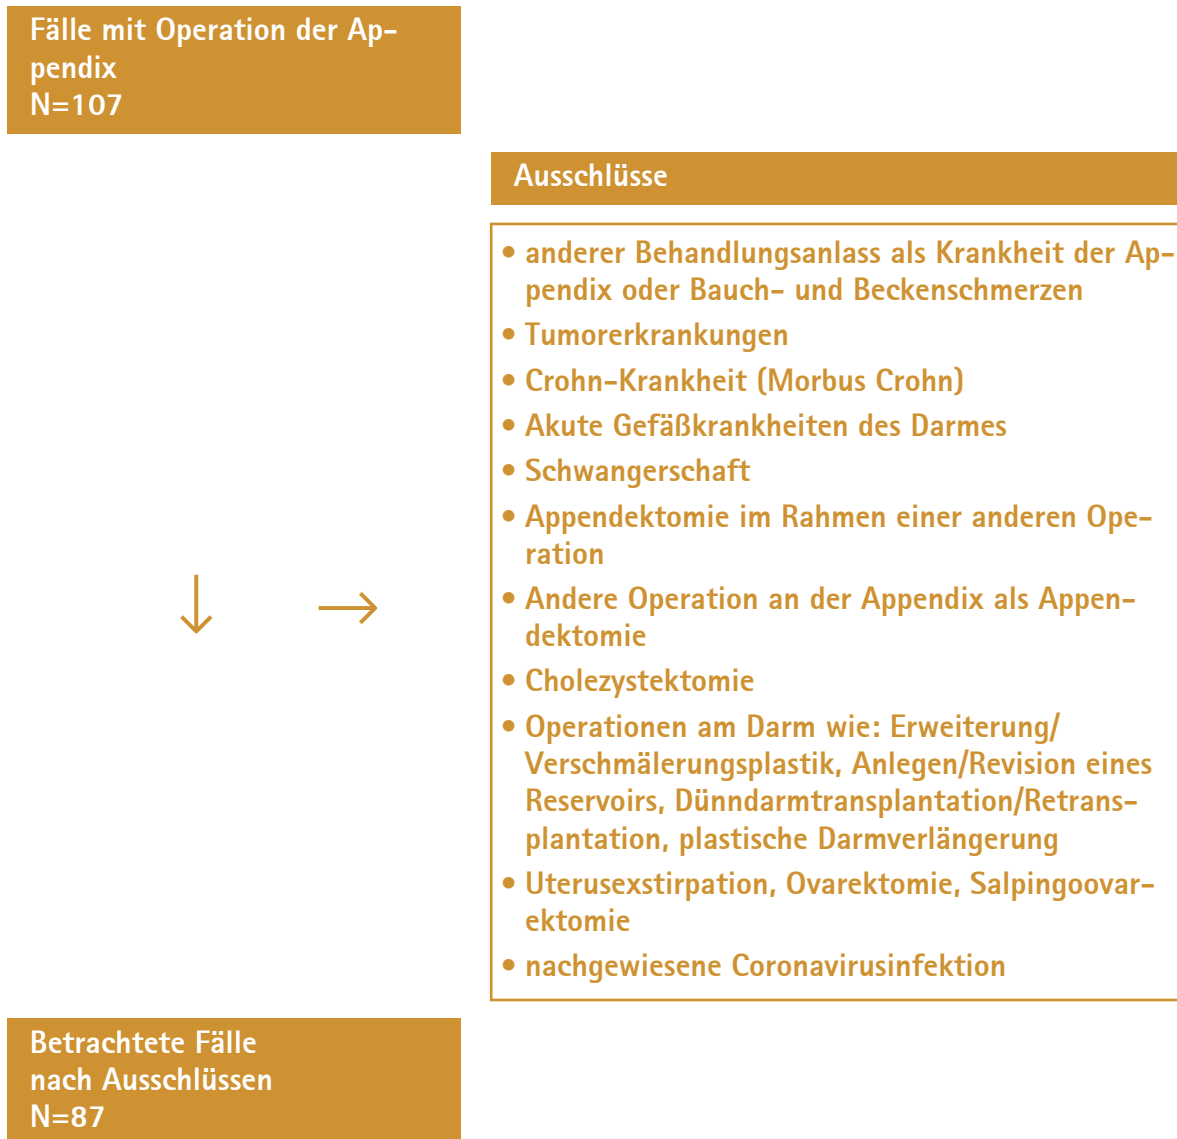 Fälle mit Operation der Ap-
pendix
N=107
Ausschlüsse
• anderer Behandlungsanlass als Krankheit der Ap-
pendix oder Bauch- und Beckenschmerzen
• Tumorerkrankungen
• Crohn-Krankheit (Morbus Crohn)
• Akute Gefäßkrankheiten des Darmes
• Schwangerschaft
• Appendektomie im Rahmen einer anderen Ope-
ration
• Andere Operation an der Appendix als Appen-
dektomie
• Cholezystektomie
• Operationen am Darm wie: Erweiterung/
Verschmälerungsplastik, Anlegen/Revision eines
Reservoirs, Dünndarmtransplantation/Retrans-
plantation, plastische Darmverlängerung
• Uterusexstirpation, Ovarektomie, Salpingoovar-
ektomie
• nachgewiesene Coronavirusinfektion
Betrachtete Fälle
nach Ausschlüssen
N=87